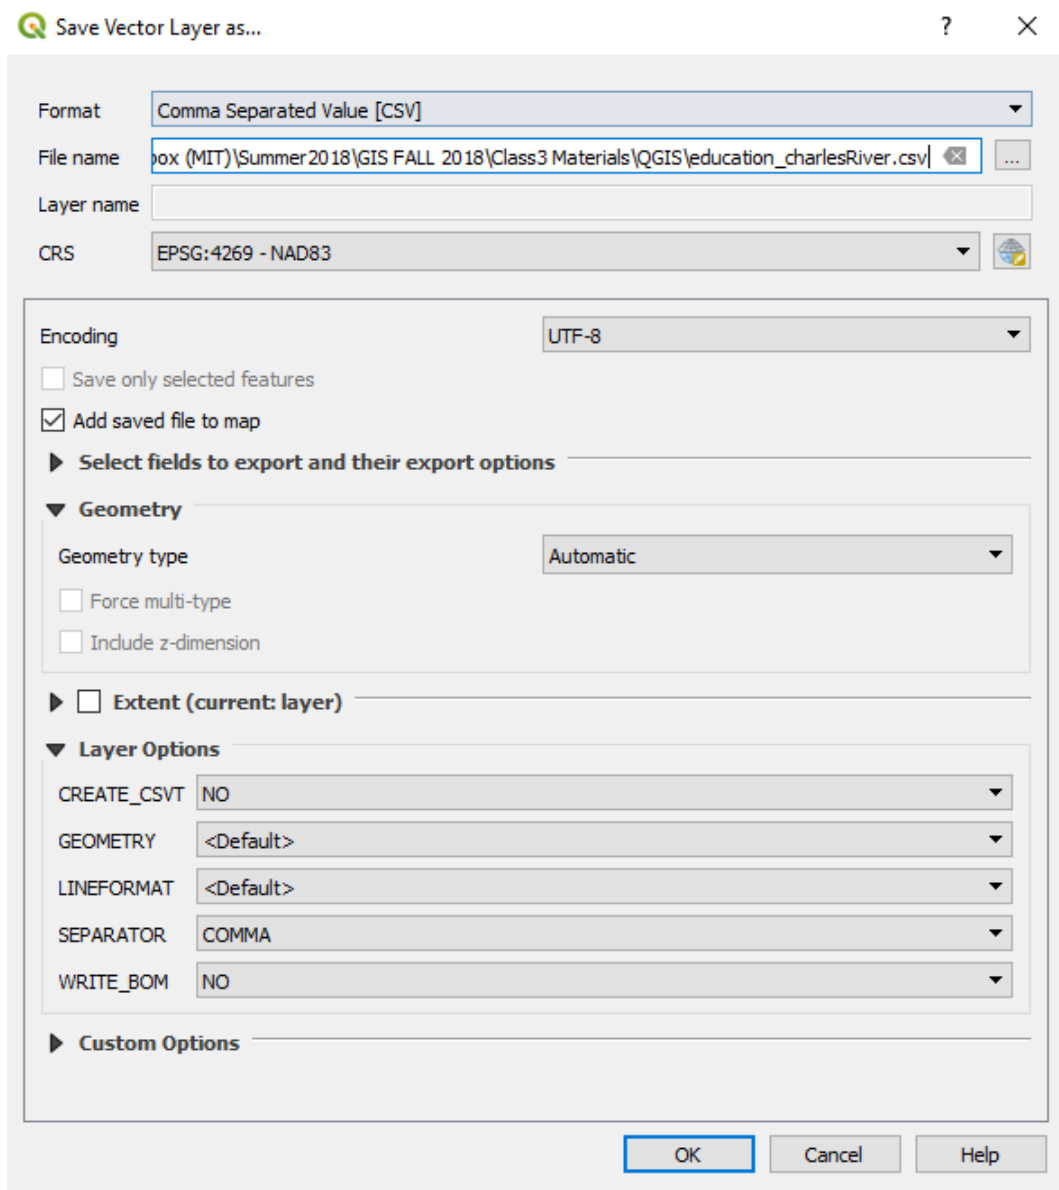 Save Vector Layer as...
?
Format Comma Separated Value [CSV]
File name box (MIT)\Summer2018\GIS FALL 2018\Class3 Materials\QGIS\education_charlesRiver.csv ...
Layer name
CRS EPSG:4269 - NAD83
Encoding UTF-8
Save only selected features
Add saved file to map
Select fields to export and their export options
Geometry
Geometry type Automatic
Force multi-type
Include z-dimension
Extent (current: layer)
Layer Options
CREATE_CSVT NO
GEOMETRY <Default>
LINEFORMAT <Default>
SEPARATOR COMMA
WRITE_BOM NO
Custom Options
OK Cancel Help